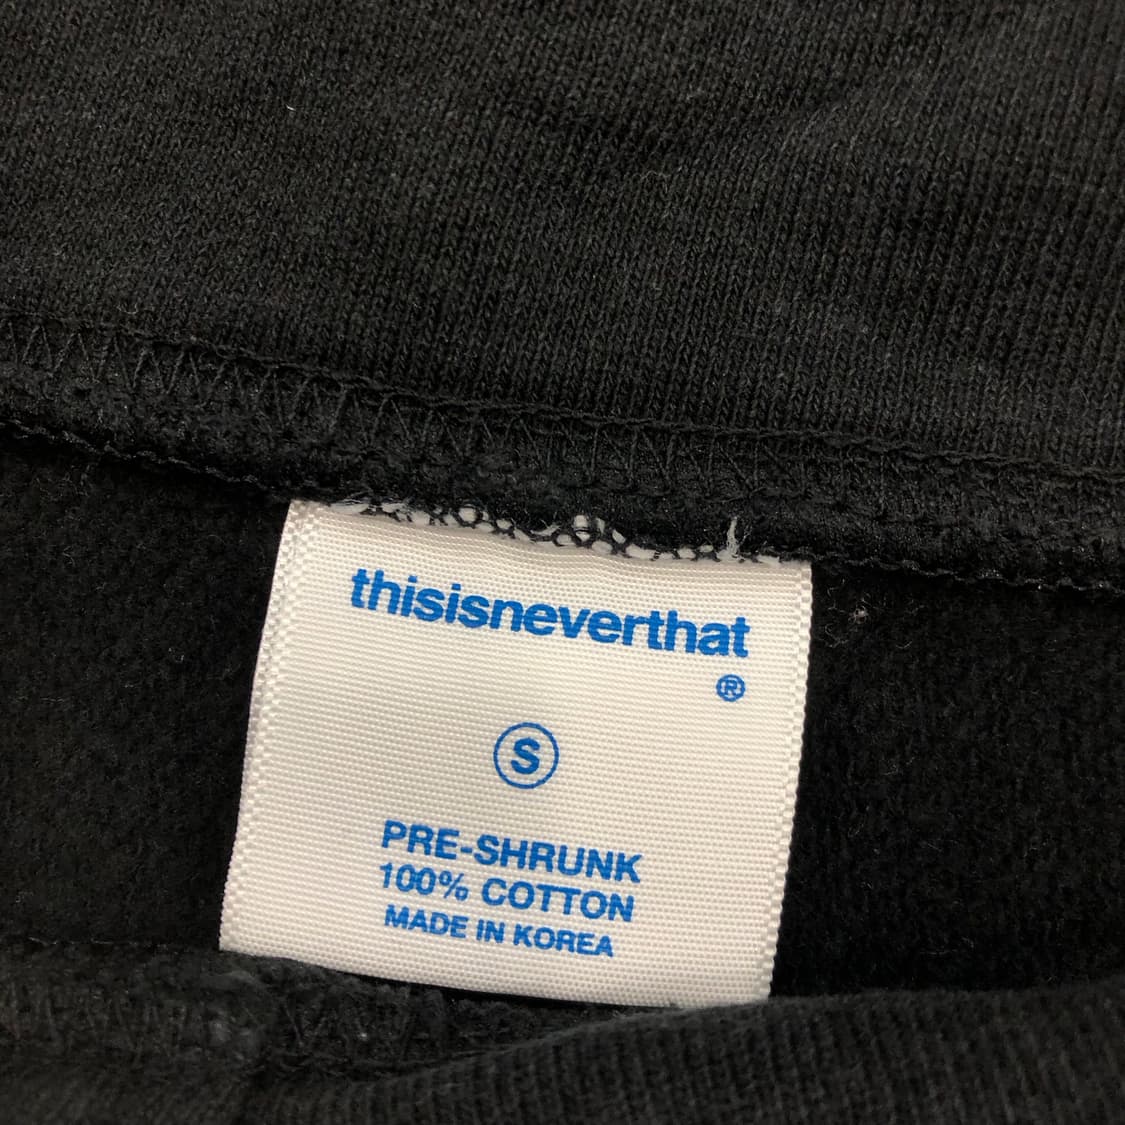 thisisneverthat
®
S
PRE-SHRUNK
100% COTTON
MADE IN KOREA